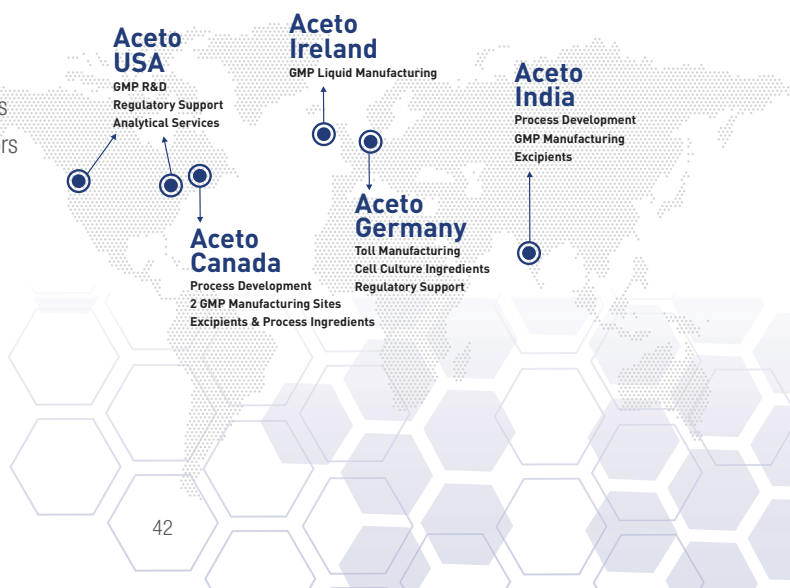 Aceto
USA
GMP R&D
Regulatory Support
Analytical Services
Aceto
Ireland
GMP Liquid Manufacturing
Aceto
India
Process Development
GMP Manufacturing
Excipients
Aceto
Canada
Process Development
2 GMP Manufacturing Sites
Excipients & Process Ingredients
Aceto
Germany
Toll Manufacturing
Cell Culture Ingredients
Regulatory Support
42